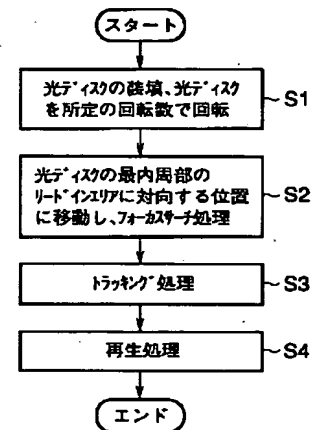 スタート
光ディスクの装填、光ディスク
を所定の回転数で回転
S1
光ディスクの最内周部の
リードインエリアに対向する位置
に移動し、フォーカスサーチ処理
S2
トラッキング処理
S3
再生処理
S4
エンド